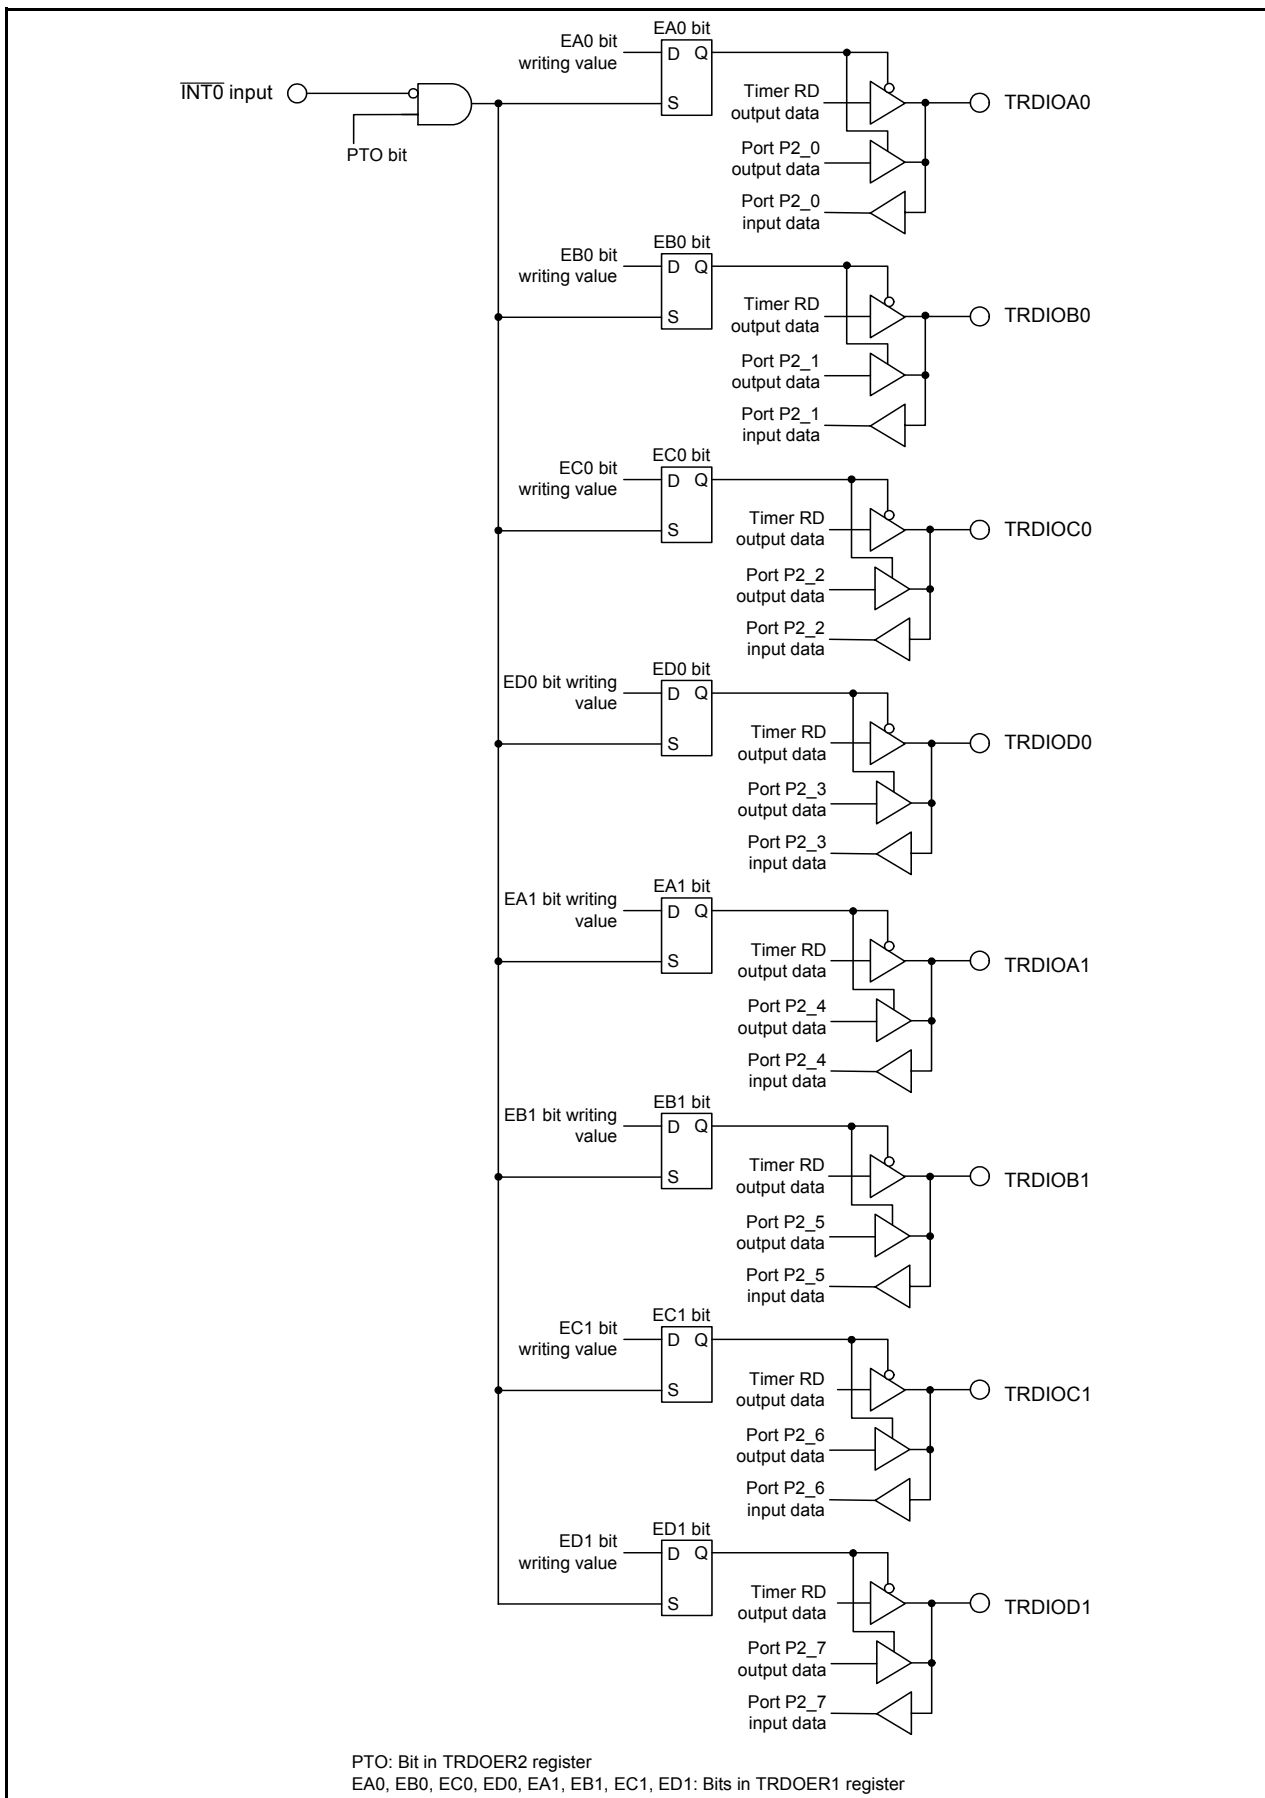 EA0 bit
EA0 bit
writing value
D Q
S
INT0 input
PTO bit
Timer RD
output data
TRDIOA0
Port P2_0
output data
Port P2_0
input data
EB0 bit
EB0 bit
writing value
D Q
S
Timer RD
output data
TRDIOB0
Port P2_1
output data
Port P2_1
input data
EC0 bit
EC0 bit
writing value
D Q
S
Timer RD
output data
TRDIOC0
Port P2_2
output data
Port P2_2
input data
ED0 bit
ED0 bit writing
value
D Q
S
Timer RD
output data
TRDIOD0
Port P2_3
output data
Port P2_3
input data
EA1 bit
EA1 bit writing
value
D Q
S
Timer RD
output data
TRDIOA1
Port P2_4
output data
Port P2_4
input data
EB1 bit
EB1 bit writing
value
D Q
S
Timer RD
output data
TRDIOB1
Port P2_5
output data
Port P2_5
input data
EC1 bit
EC1 bit
writing value
D Q
S
Timer RD
output data
TRDIOC1
Port P2_6
output data
Port P2_6
input data
ED1 bit
ED1 bit
writing value
D Q
S
Timer RD
output data
TRDIOD1
Port P2_7
output data
Port P2_7
input data
PTO: Bit in TRDOER2 register
EA0, EB0, EC0, ED0, EA1, EB1, EC1, ED1: Bits in TRDOER1 register